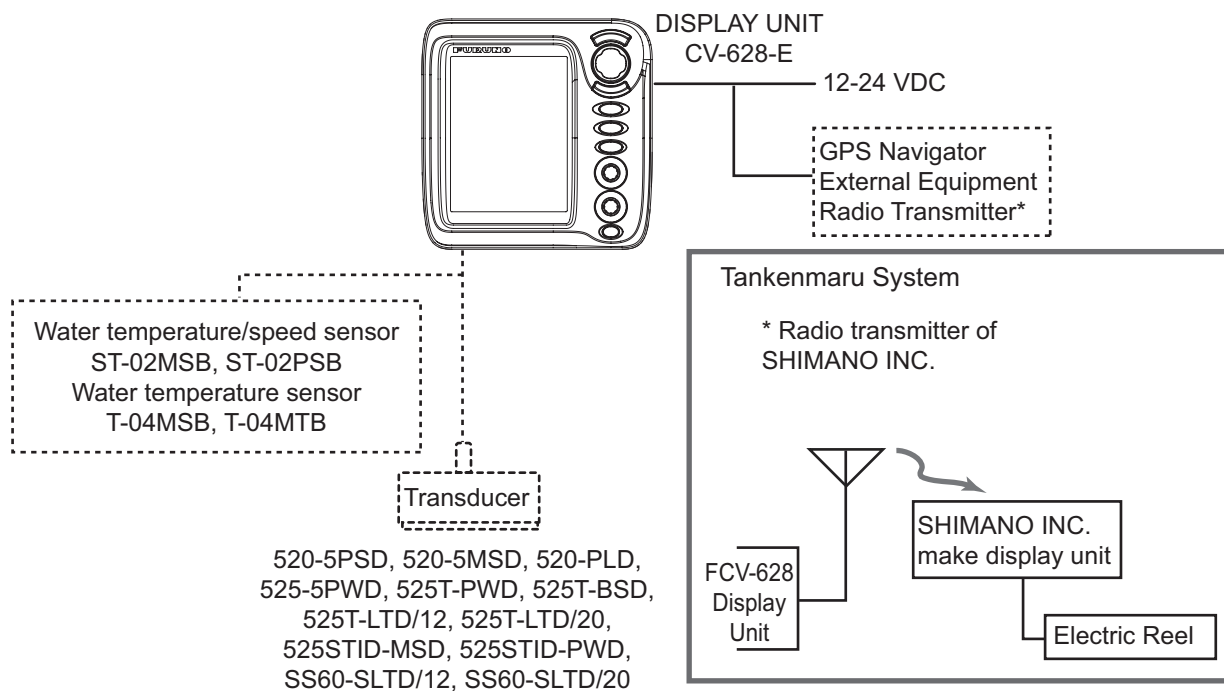 FURUNO
DISPLAY UNIT
CV-628-E
12-24 VDC
GPS Navigator
External Equipment
Radio Transmitter*
Water temperature/speed sensor
ST-02MSB, ST-02PSB
Water temperature sensor
T-04MSB, T-04MTB
Transducer
520-5PSD, 520-5MSD, 520-PLD,
525-5PWD, 525T-PWD, 525T-BSD,
525T-LTD/12, 525T-LTD/20,
525STID-MSD, 525STID-PWD,
SS60-SLTD/12, SS60-SLTD/20
Tankenmaru System
* Radio transmitter of
SHIMANO INC.
FCV-628
Display
Unit
SHIMANO INC.
make display unit
Electric Reel